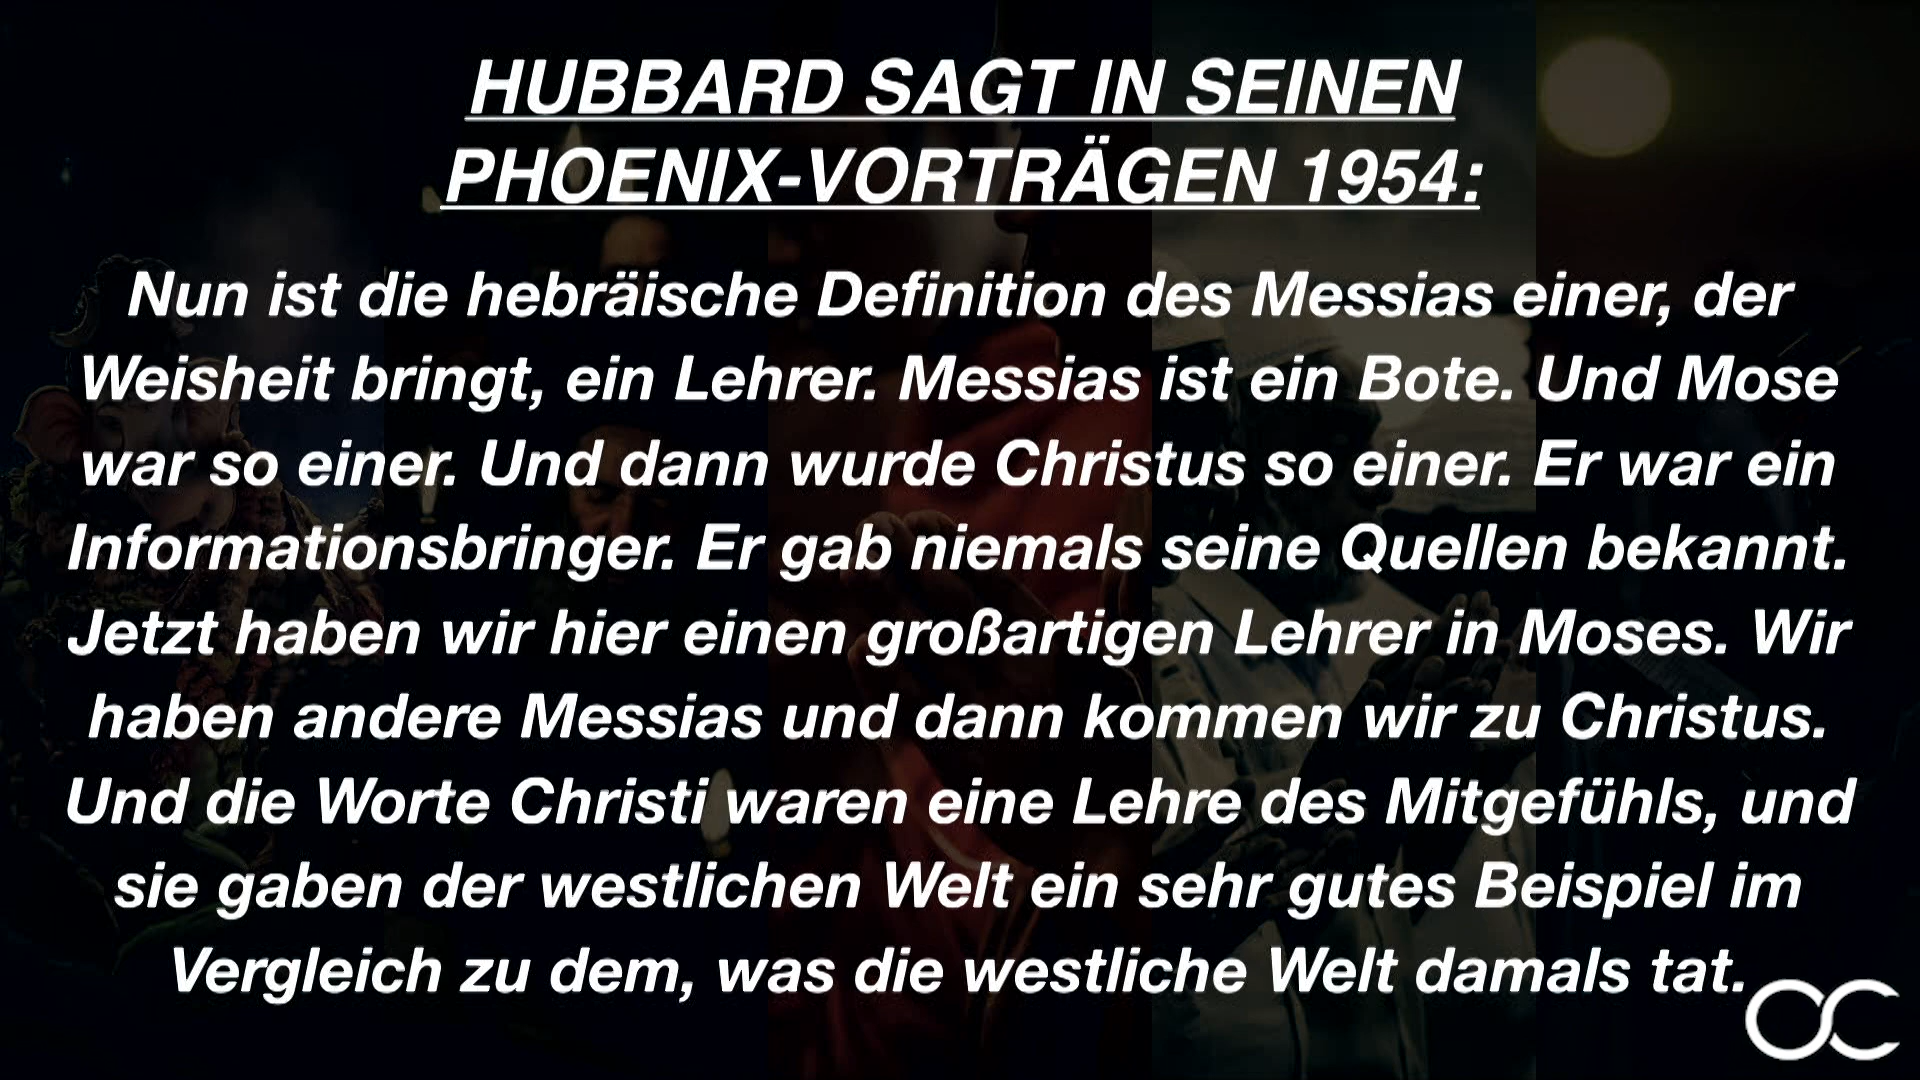 HUBBARD SAGT IN SEINEN
PHOENIX-VORTRÄGEN 1954:
Nun ist die hebräische Definition des Messias einer, der
Weisheit bringt, ein Lehrer. Messias ist ein Bote. Und Mose
war so einer. Und dann wurde Christus so einer. Er war ein
Informationsbringer. Er gab niemals seine Quellen bekannt.
Jetzt haben wir hier einen großartigen Lehrer in Moses. Wir
haben andere Messias und dann kommen wir zu Christus.
Und die Worte Christi waren eine Lehre des Mitgefühls, und
sie gaben der westlichen Welt ein sehr gutes Beispiel im
Vergleich zu dem, was die westliche Welt damals tat.
OC